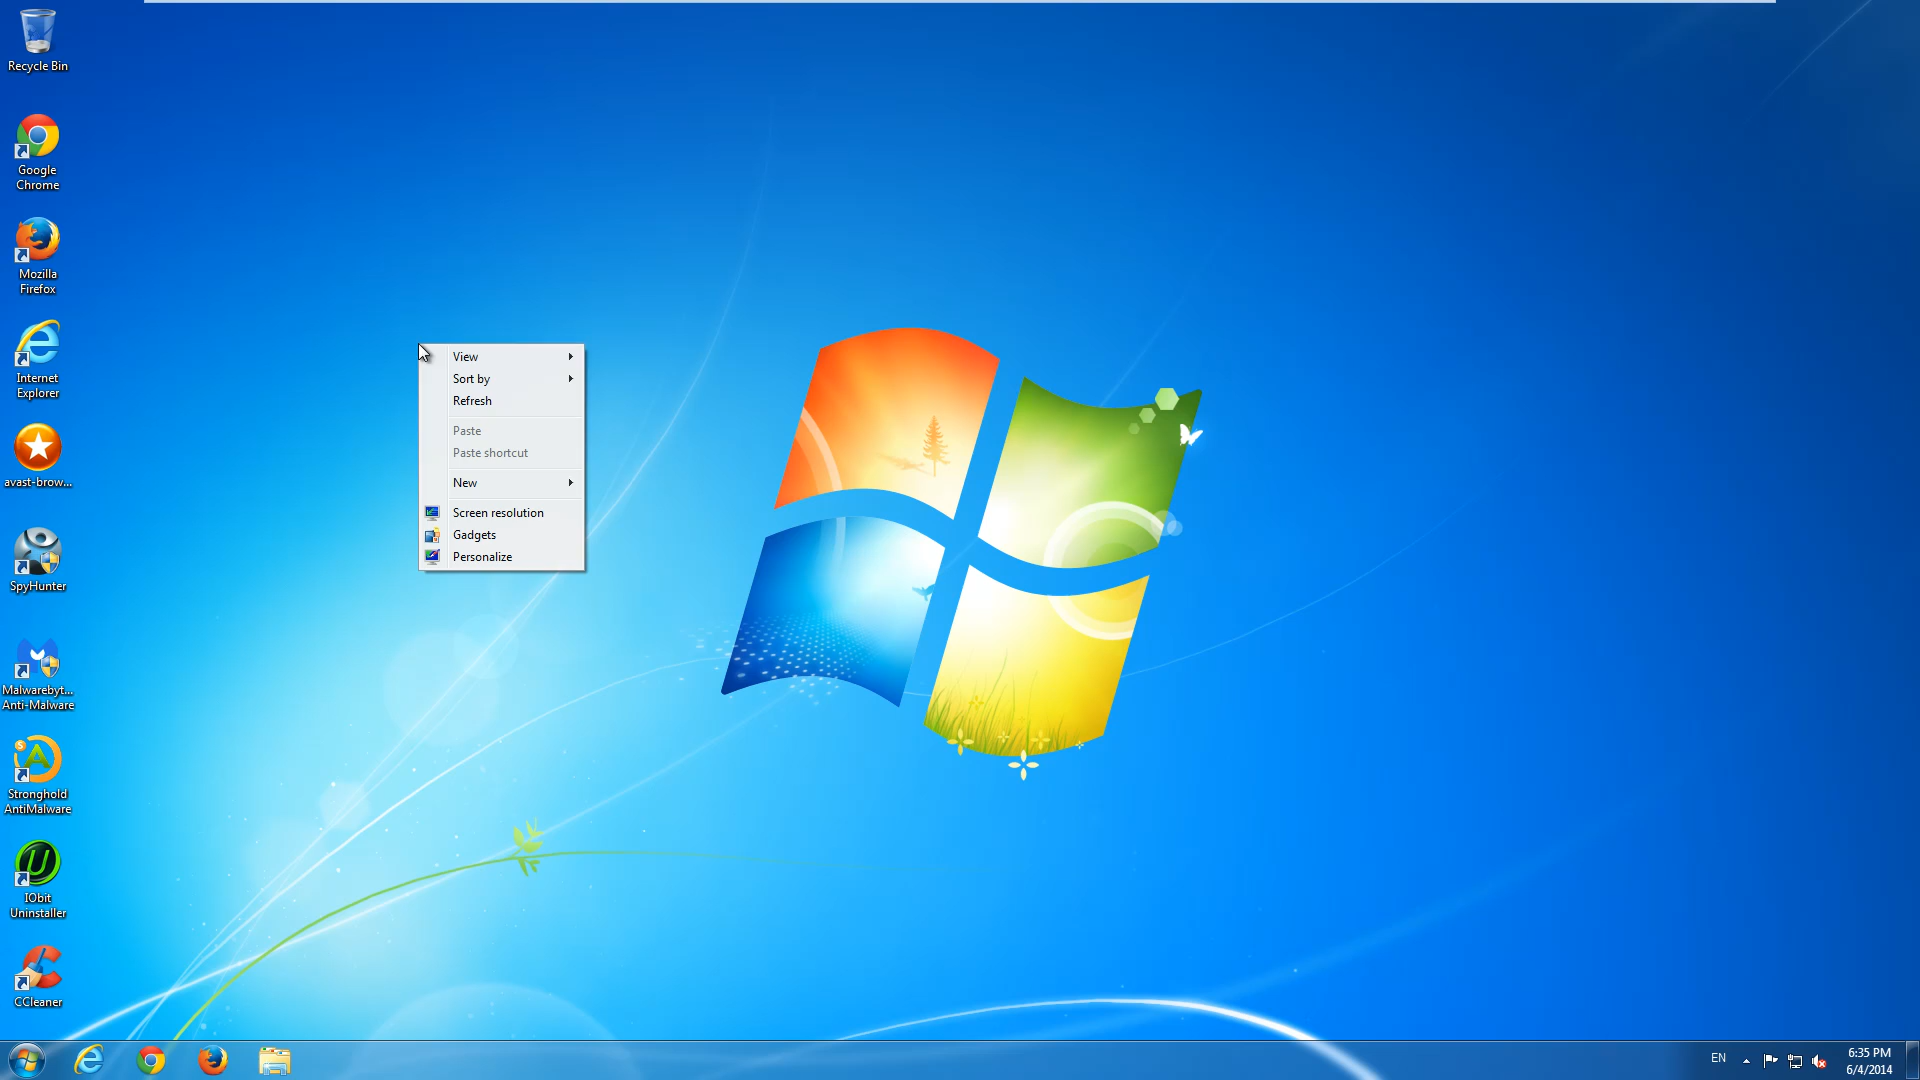 Recycle Bin
Google
Chrome
Mozilla
Firefox
Internet
Explorer
avast-brow...
SpyHunter
Malwarebyt...
Anti-Malware
Stronghold
AntiMalware
IObit
Uninstaller
CCleaner
View
Sort by
Refresh
Paste
Paste shortcut
New
Screen resolution
Gadgets
Personalize
EN
6:35 PM
6/4/2014